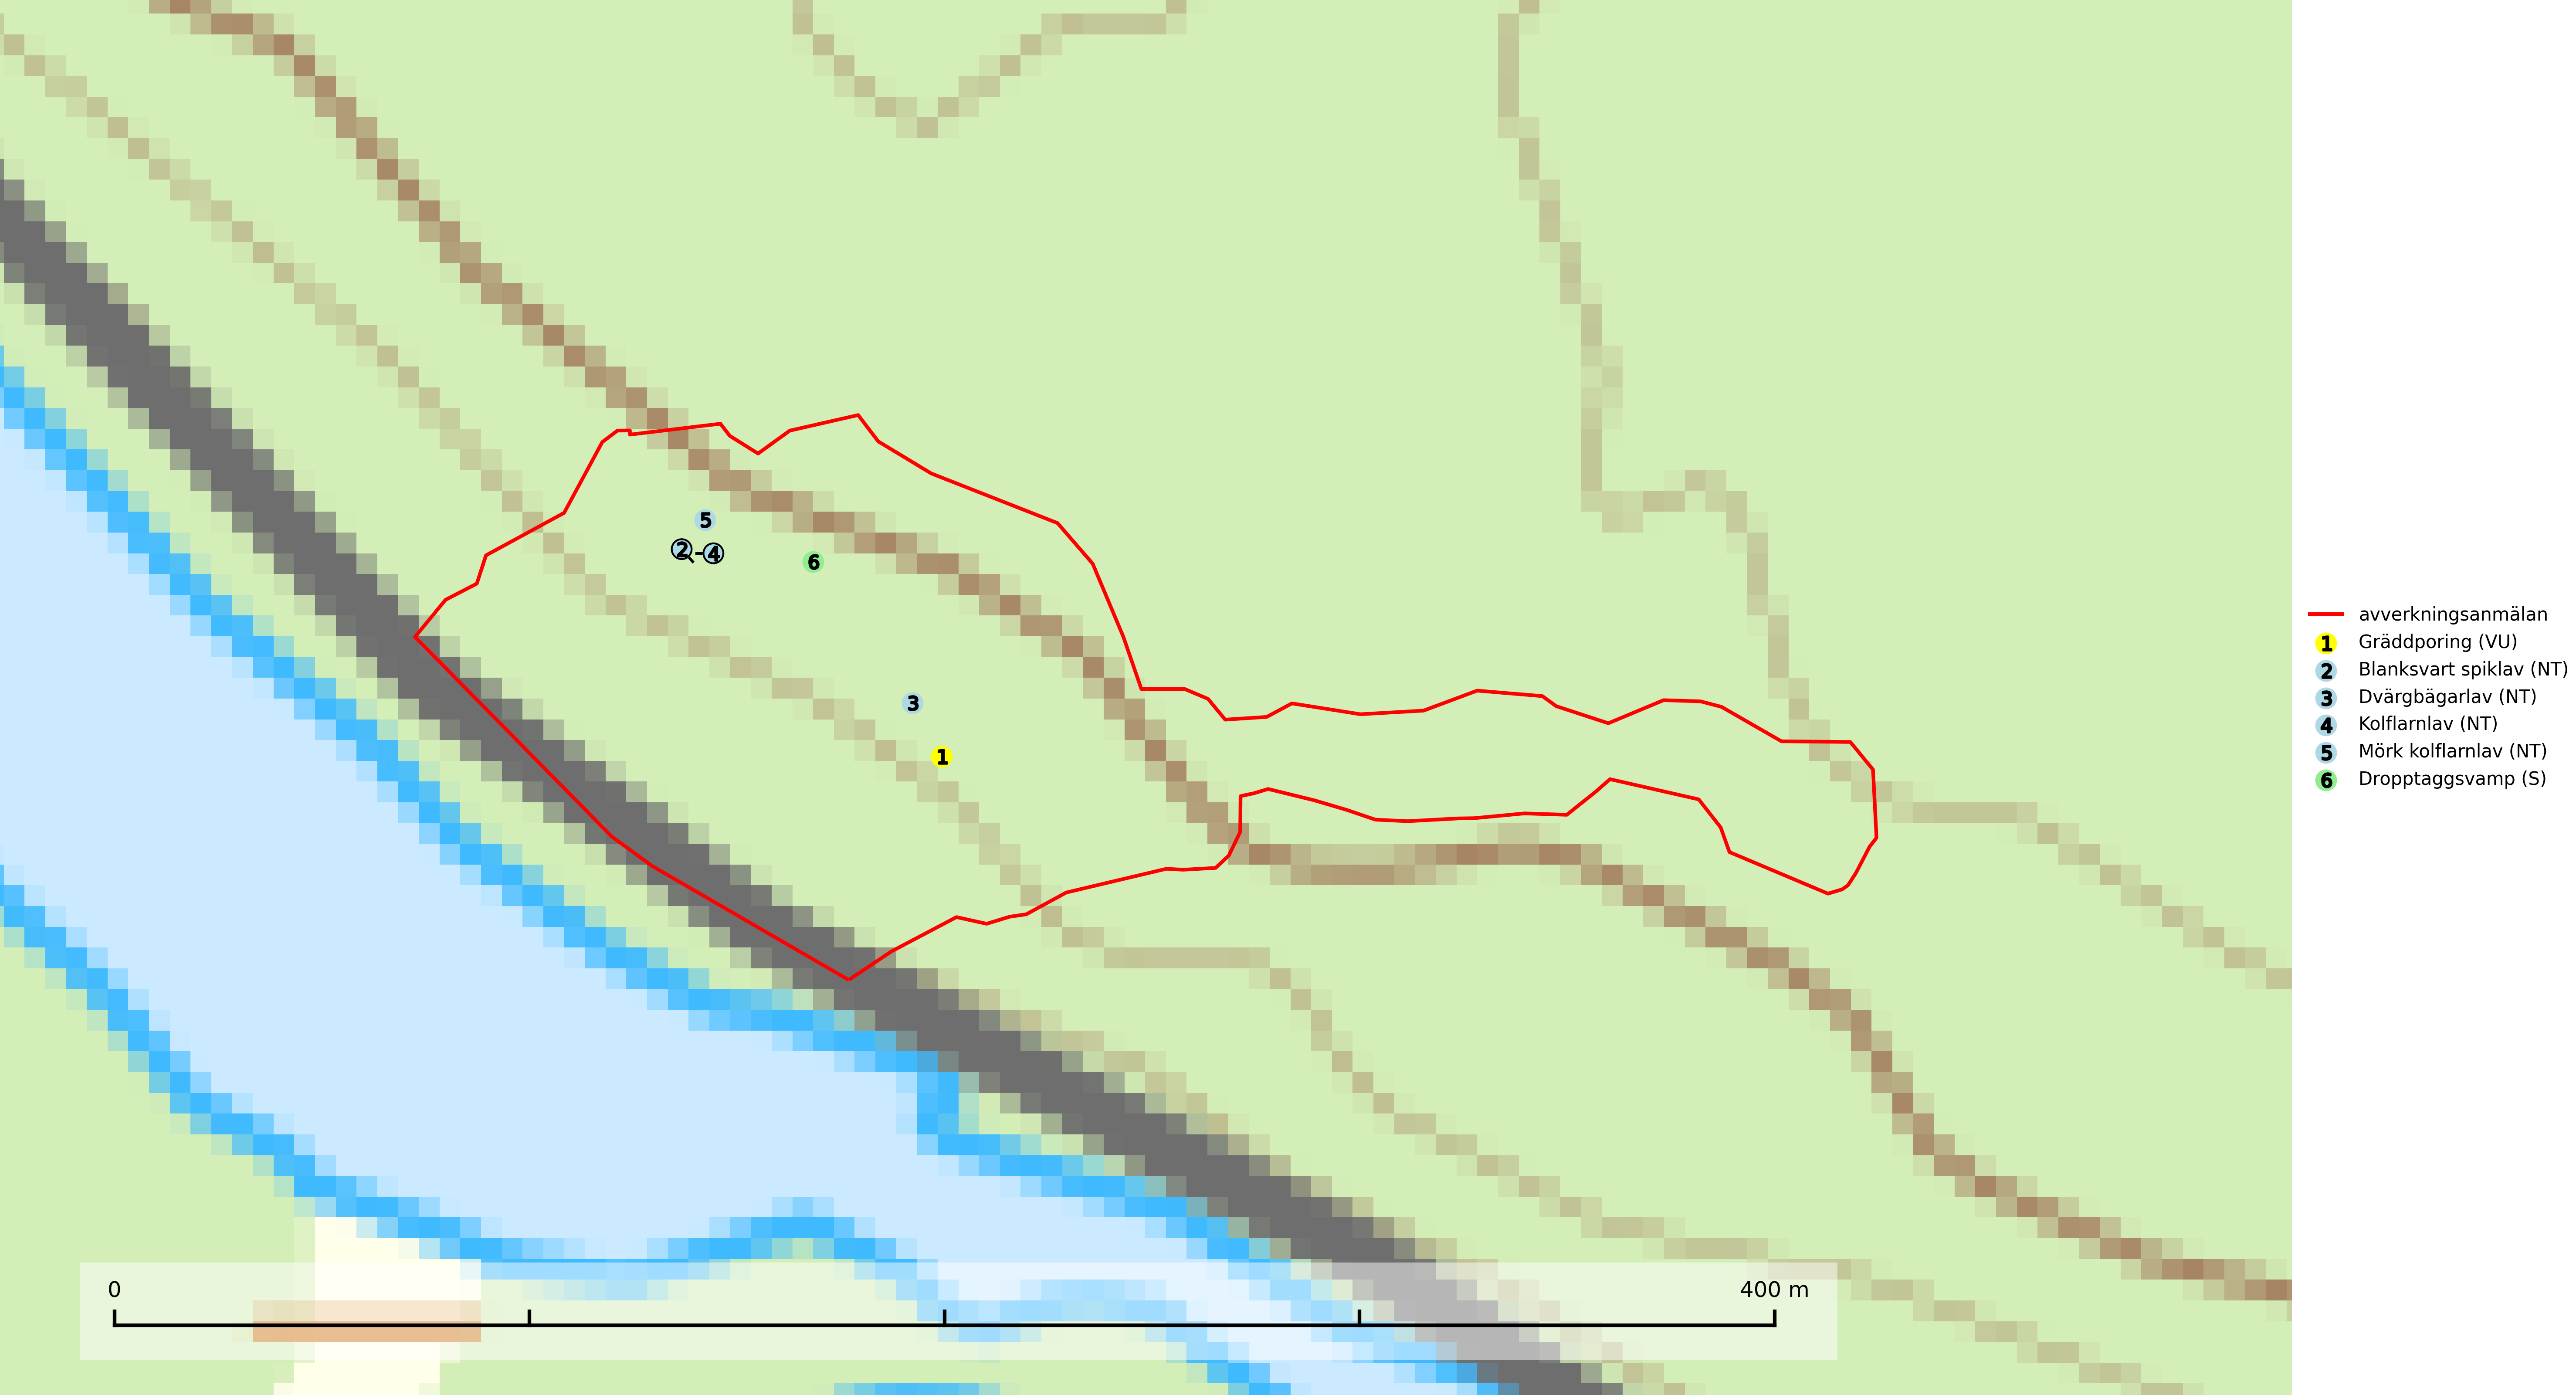 5
2-4
6
3
1
0
400 m
avverkningsanmälan
1 Gräddporing (VU)
2 Blanksvart spiklav (NT)
3 Dvärgbägarlav (NT)
4 Kolflarnlav (NT)
5 Mörk kolflarnlav (NT)
6 Dropptaggsvamp (S)